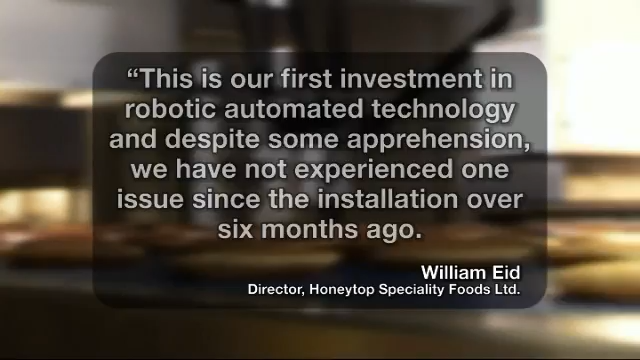 “This is our first investment in
robotic automated technology
and despite some apprehension,
we have not experienced one
issue since the installation over
six months ago.
William Eid
Director, Honeytop Speciality Foods Ltd.